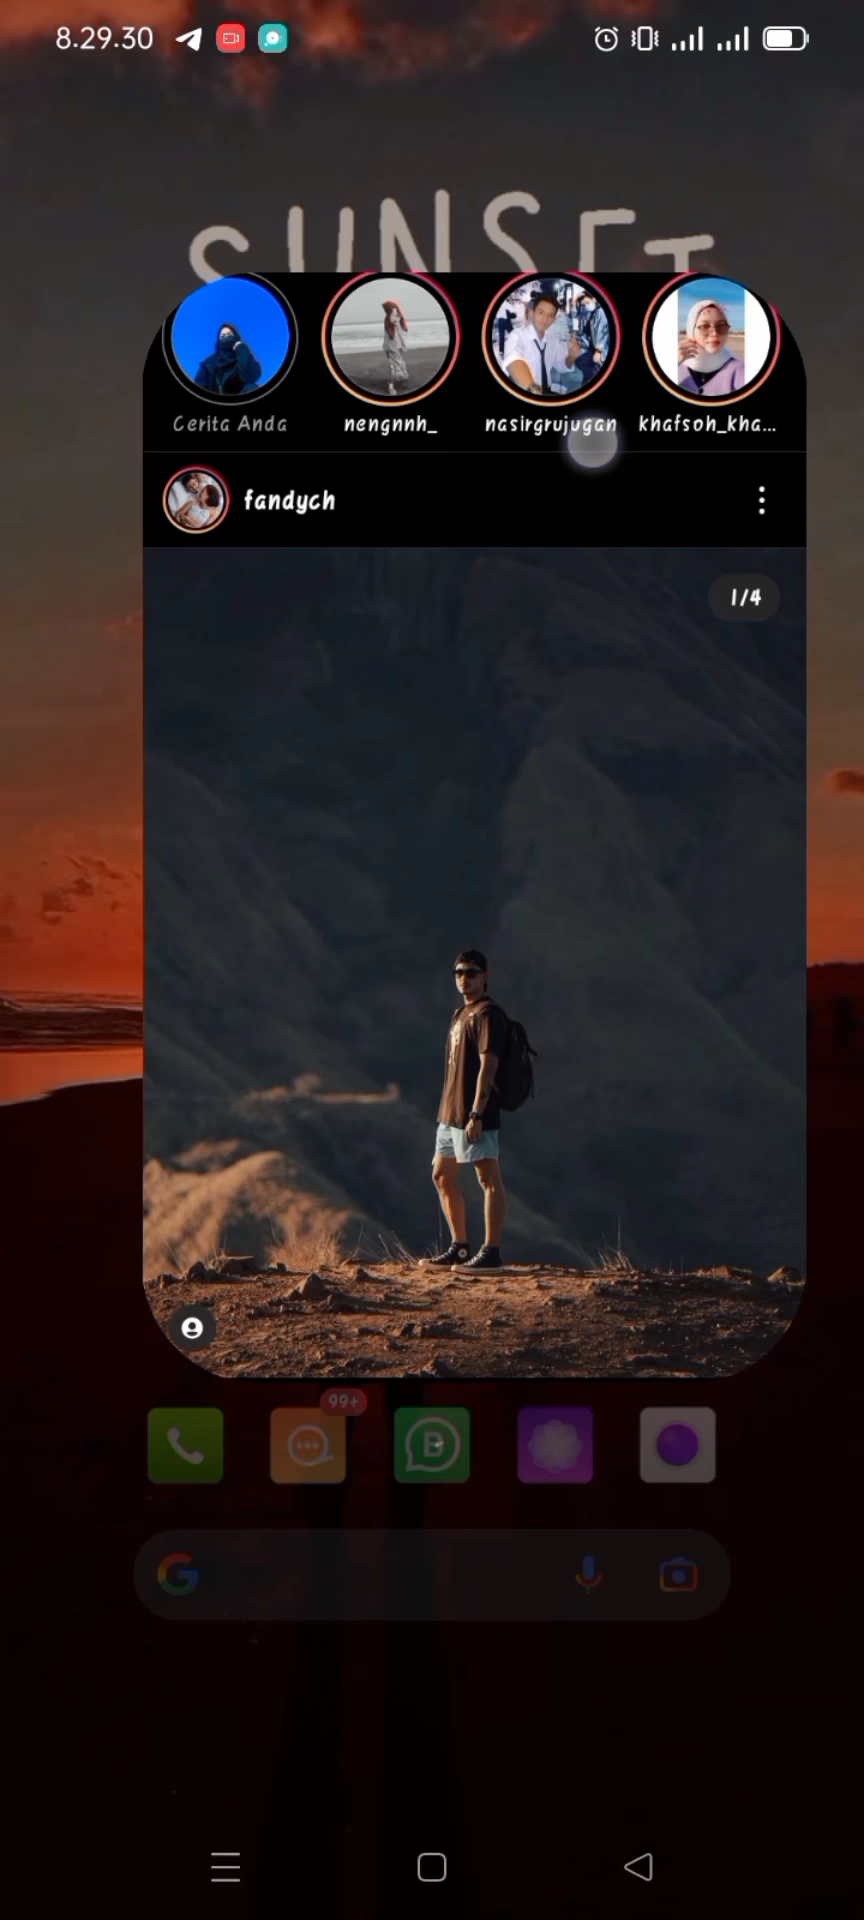 8.29.30
SUNSET
Cerita Anda
nengnnh_
nasirgrujugan
khafsoh_kha...
fandych
1/4
99+
B
G